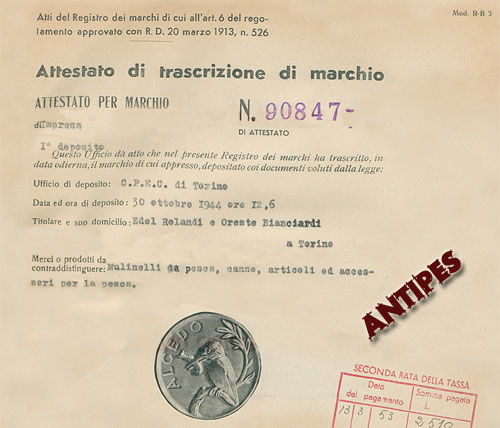 Atti del Registro dei marchi di cui all'art. 6 del rego-
lamento approvato con R. D. 20 marzo 1913, n. 526
Mod. R-B 3
Attestato di trascrizione di marchio
ATTESTATO PER MARCHIO
N. 90847-
di Impresa
DI ATTESTATO
I° deposito
Questo Ufficio dà atto che nel presente Registro dei marchi ha trascritto, in
data odierna, il marchio di cui appresso, depositato coi documenti voluti dalla legge:
Ufficio di deposito: C.P.E.C. di Torino
Data ed ora di deposito: 30 ottobre 1944 ore 12,6
Titolare e suo domicilio: Edel Rolandi e Oreste Bianciardi
a Torino
Merci o prodotti da
contraddistinguere: Mulinelli da pesca, canne, articoli ed acces-
sori per la pesca.
ANTIPES
ALCEDO
SECONDA RATA DELLA TASSA
Data
del pagamento
Somma pagata
L.
13 3 53 2510